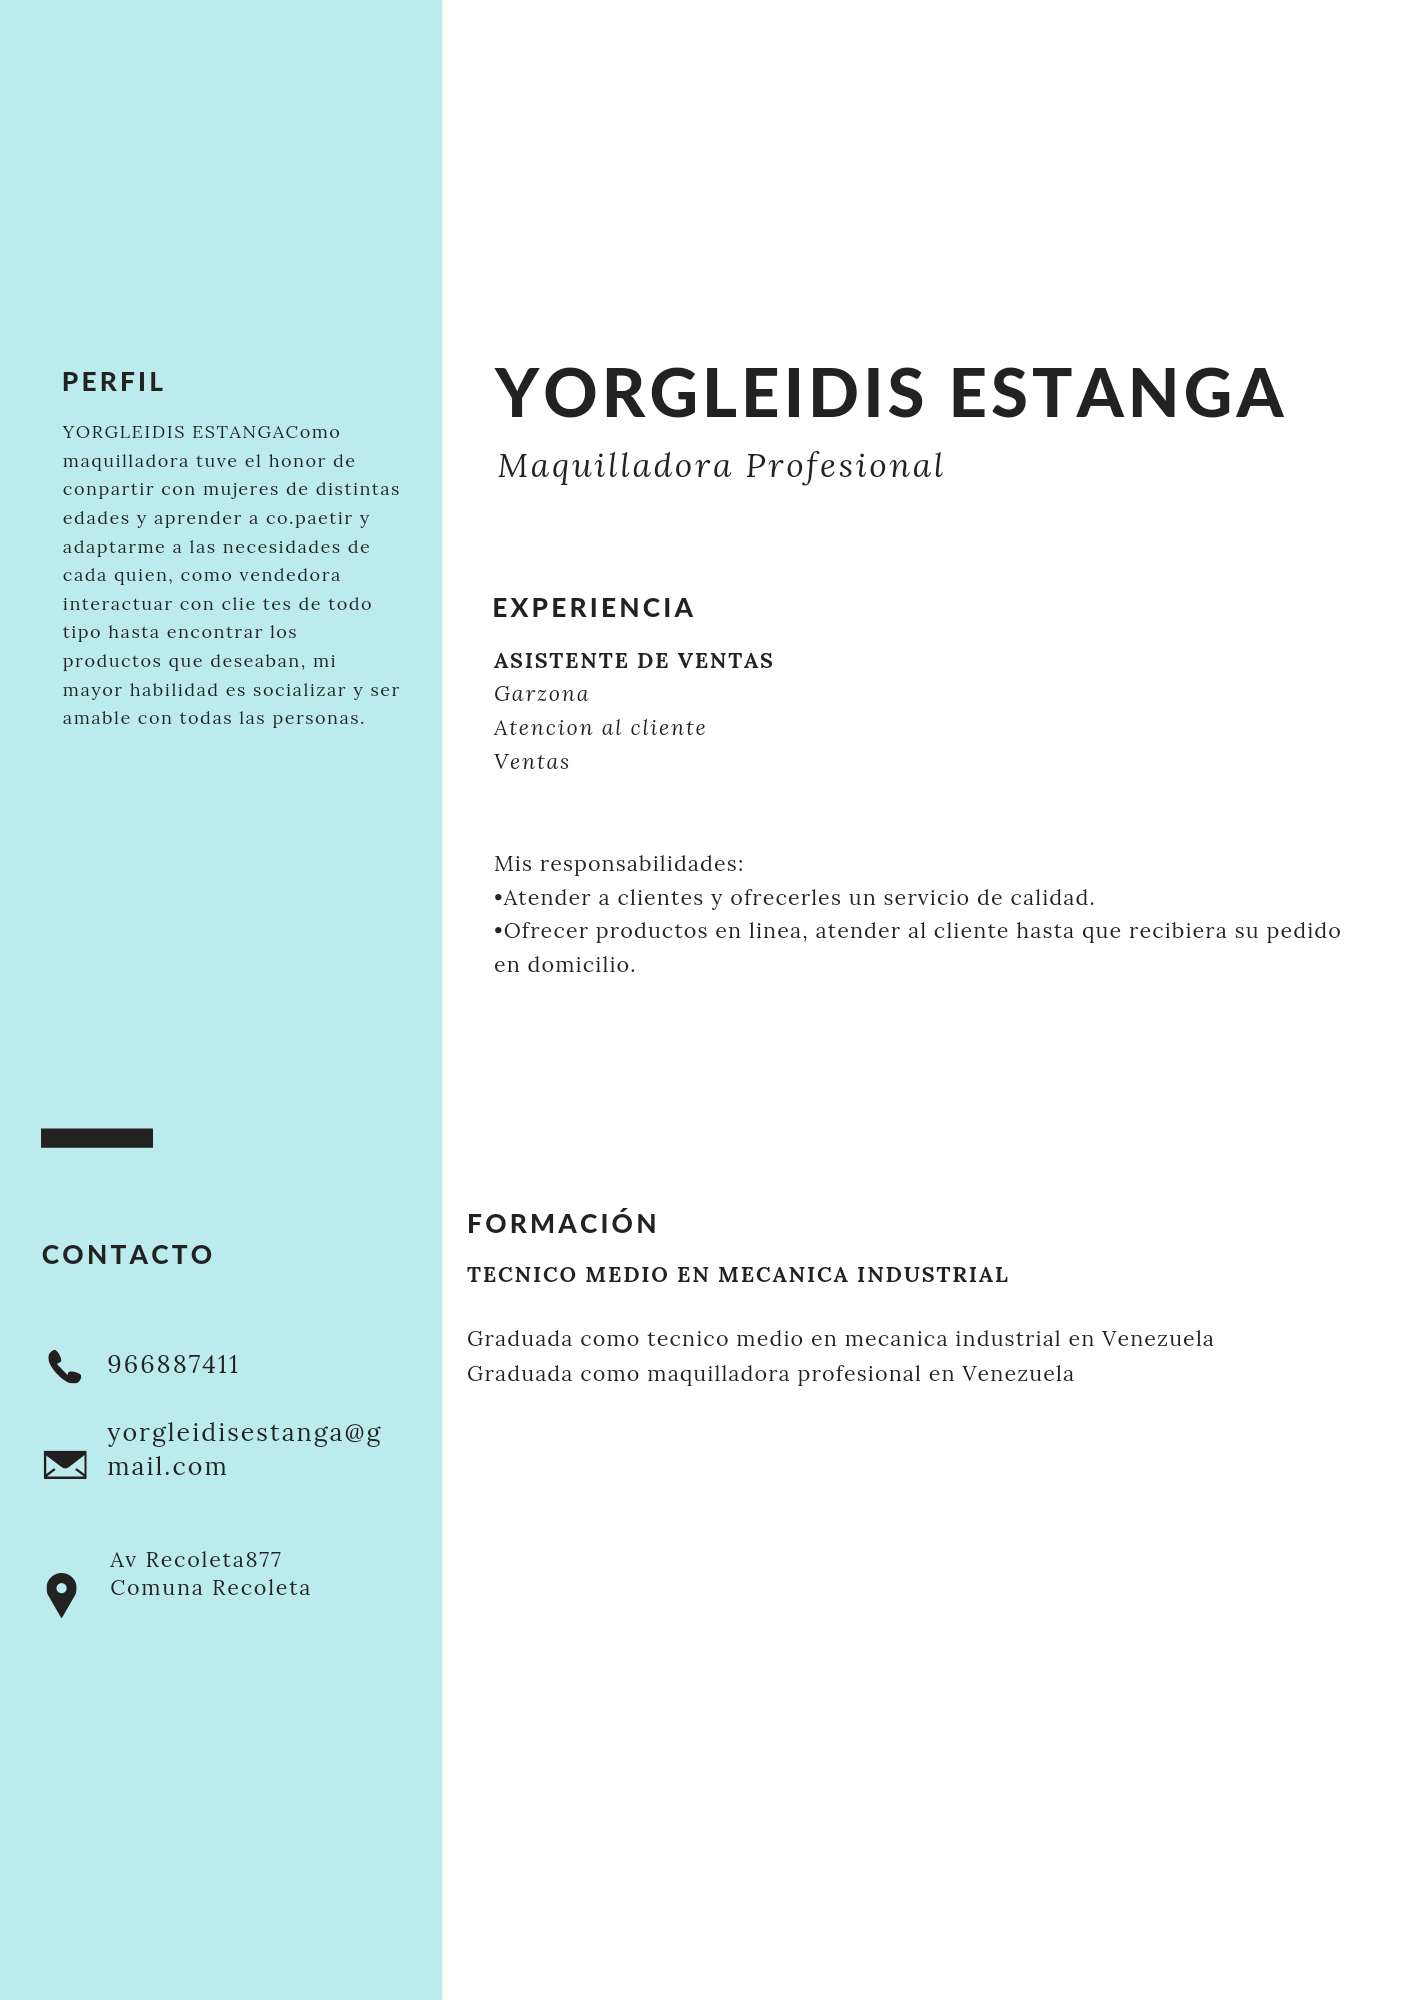 PERFIL
YORGLEIDIS ESTANGAComo
maquilladora tuve el honor de
conpartir con mujeres de distintas
edades y aprender a co.paetir y
adaptarme a las necesidades de
cada quien, como vendedora
interactuar con clie tes de todo
tipo hasta encontrar los
productos que deseaban, mi
mayor habilidad es socializar y ser
amable con todas las personas.
CONTACTO
966887411
yorgleidisestanga@g
mail.com
Av Recoleta877
Comuna Recoleta
YORGLEIDIS ESTANGA
Maquilladora Profesional
EXPERIENCIA
ASISTENTE DE VENTAS
Garzona
Atencion al cliente
Ventas
Mis responsabilidades:
•Atender a clientes y ofrecerles un servicio de calidad.
•Ofrecer productos en linea, atender al cliente hasta que recibiera su pedido
en domicilio.
FORMACIÓN
TECNICO MEDIO EN MECANICA INDUSTRIAL
Graduada como tecnico medio en mecanica industrial en Venezuela
Graduada como maquilladora profesional en Venezuela